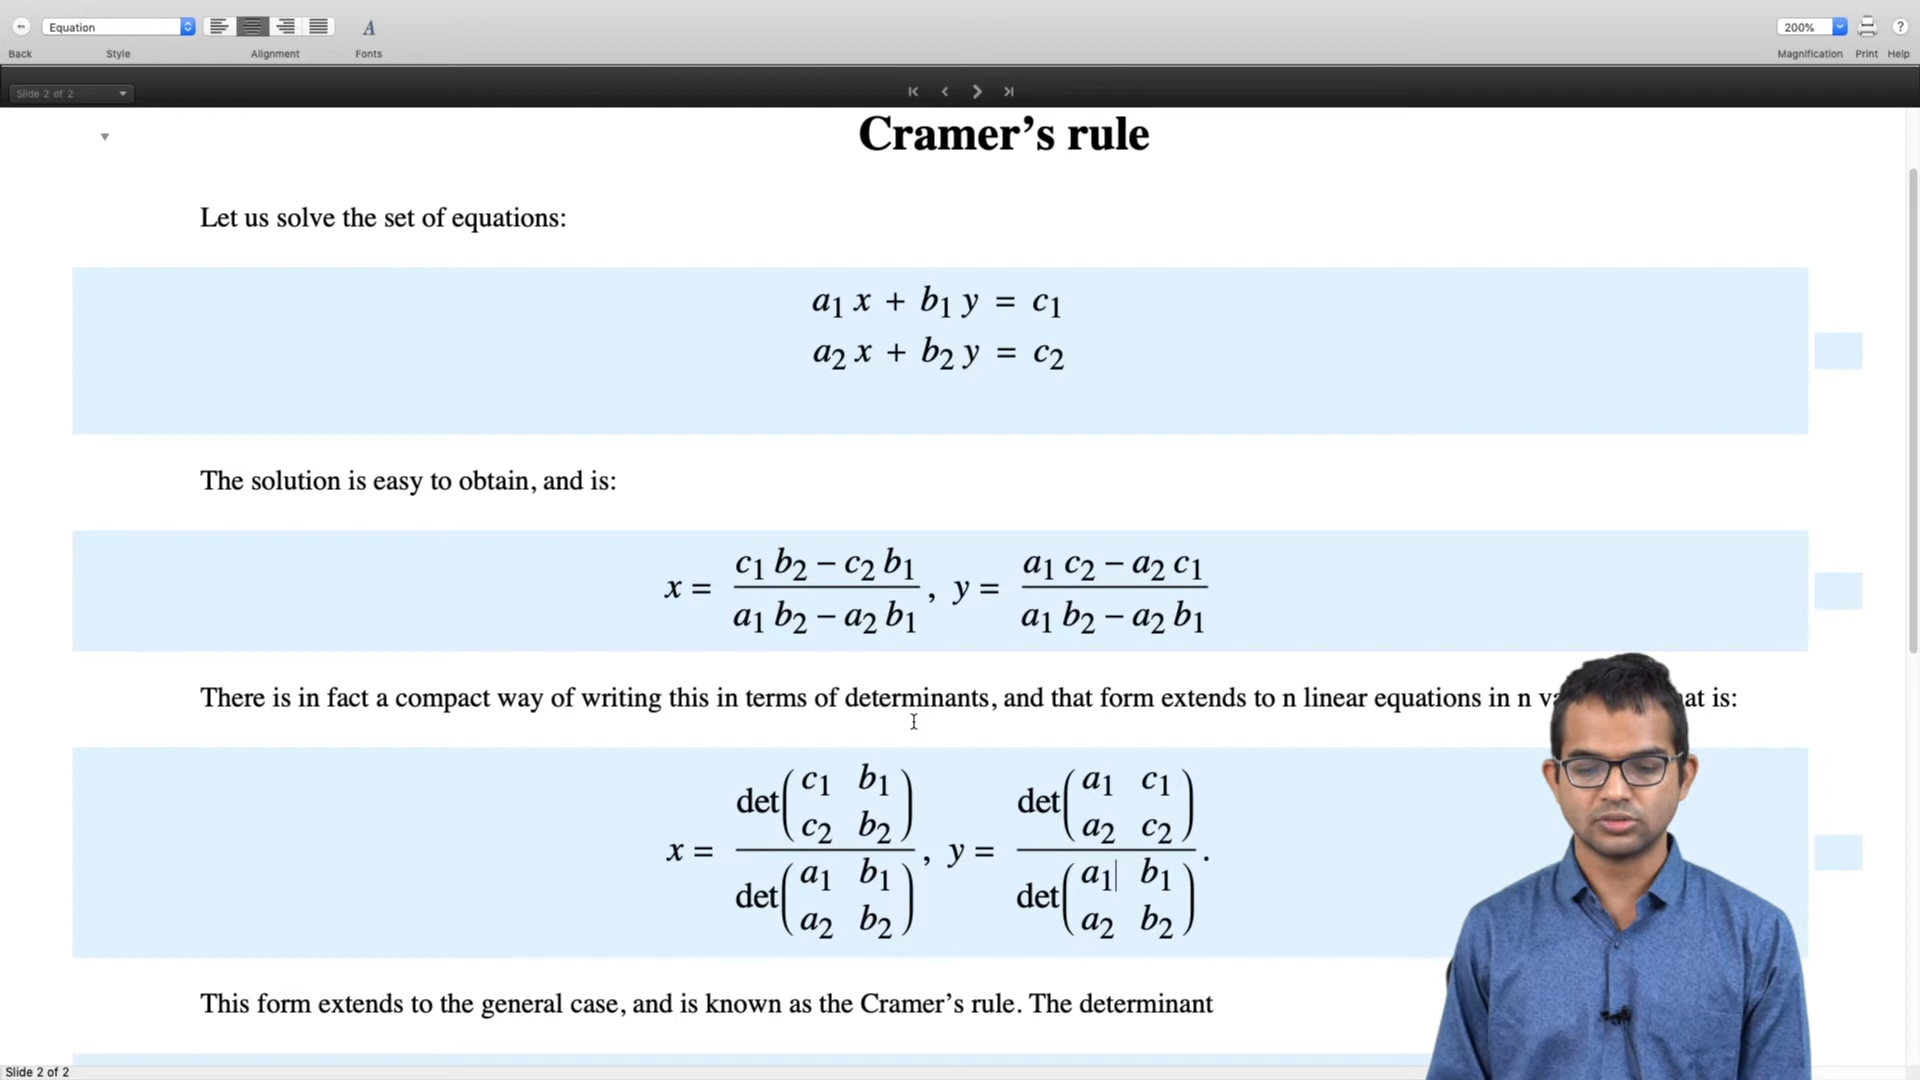 Equation
200%
Back
Style
Alignment
Fonts
Magnification
Print
Help
Slide 2 of 2
Cramer’s rule
Let us solve the set of equations:
a₁ x + b₁ y = c₁
a₂ x + b₂ y = c₂
The solution is easy to obtain, and is:
x = (c₁ b₂ − c₂ b₁)/(a₁ b₂ − a₂ b₁), y = (a₁ c₂ − a₂ c₁)/(a₁ b₂ − a₂ b₁)
There is in fact a compact way of writing this in terms of determinants, and that form extends to n linear equations in n is:
x = det(c₁ b₁ c₂ b₂)/det(a₁ b₁ a₂ b₂), y = det(a₁ c₁ a₂ c₂)/det(a₁ b₁ a₂ b₂).
This form extends to the general case, and is known as the Cramer’s rule. The determinant
Slide 2 of 2